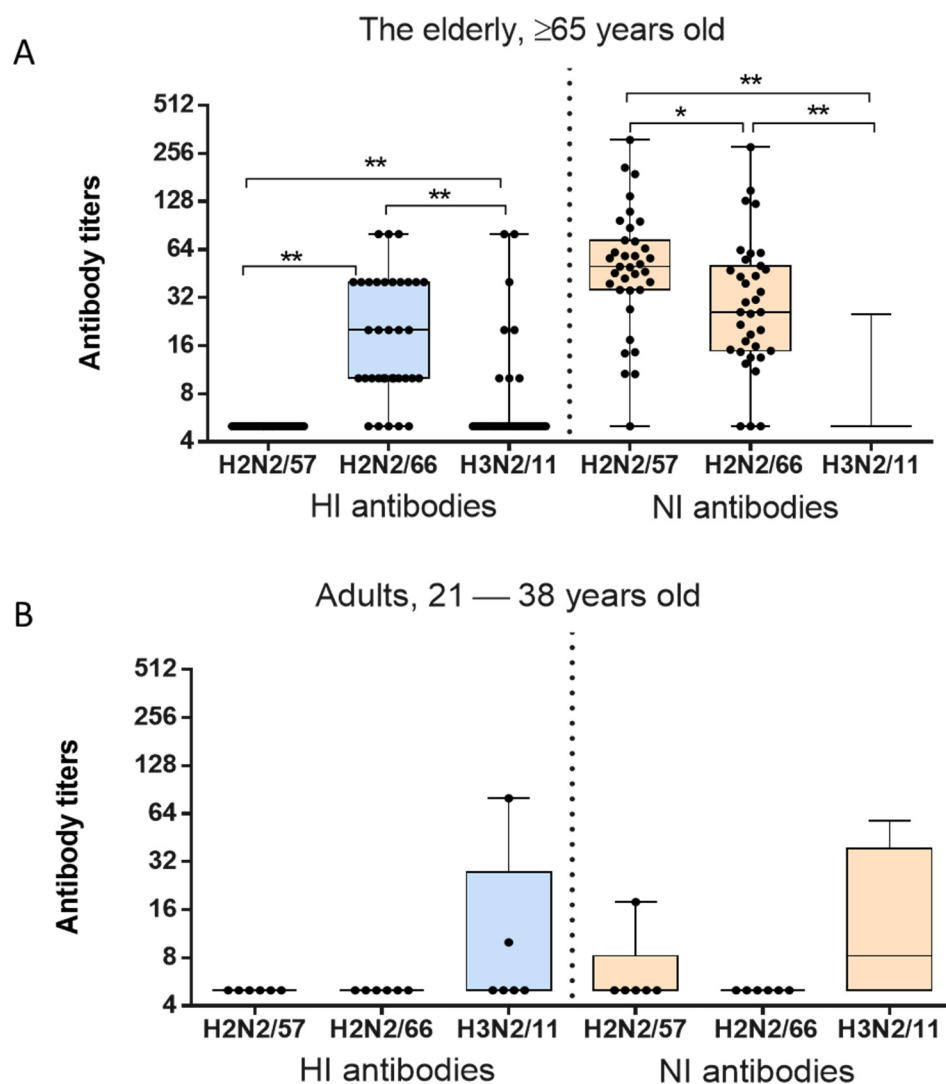 A
The elderly, ≥65 years old
Antibody titers
512
256
128
64
32
16
8
4
** ** ** ** * **
H2N2/57 H2N2/66 H3N2/11 H2N2/57 H2N2/66 H3N2/11
HI antibodies NI antibodies
B
Adults, 21 — 38 years old
Antibody titers
512
256
128
64
32
16
8
4
H2N2/57 H2N2/66 H3N2/11 H2N2/57 H2N2/66 H3N2/11
HI antibodies NI antibodies